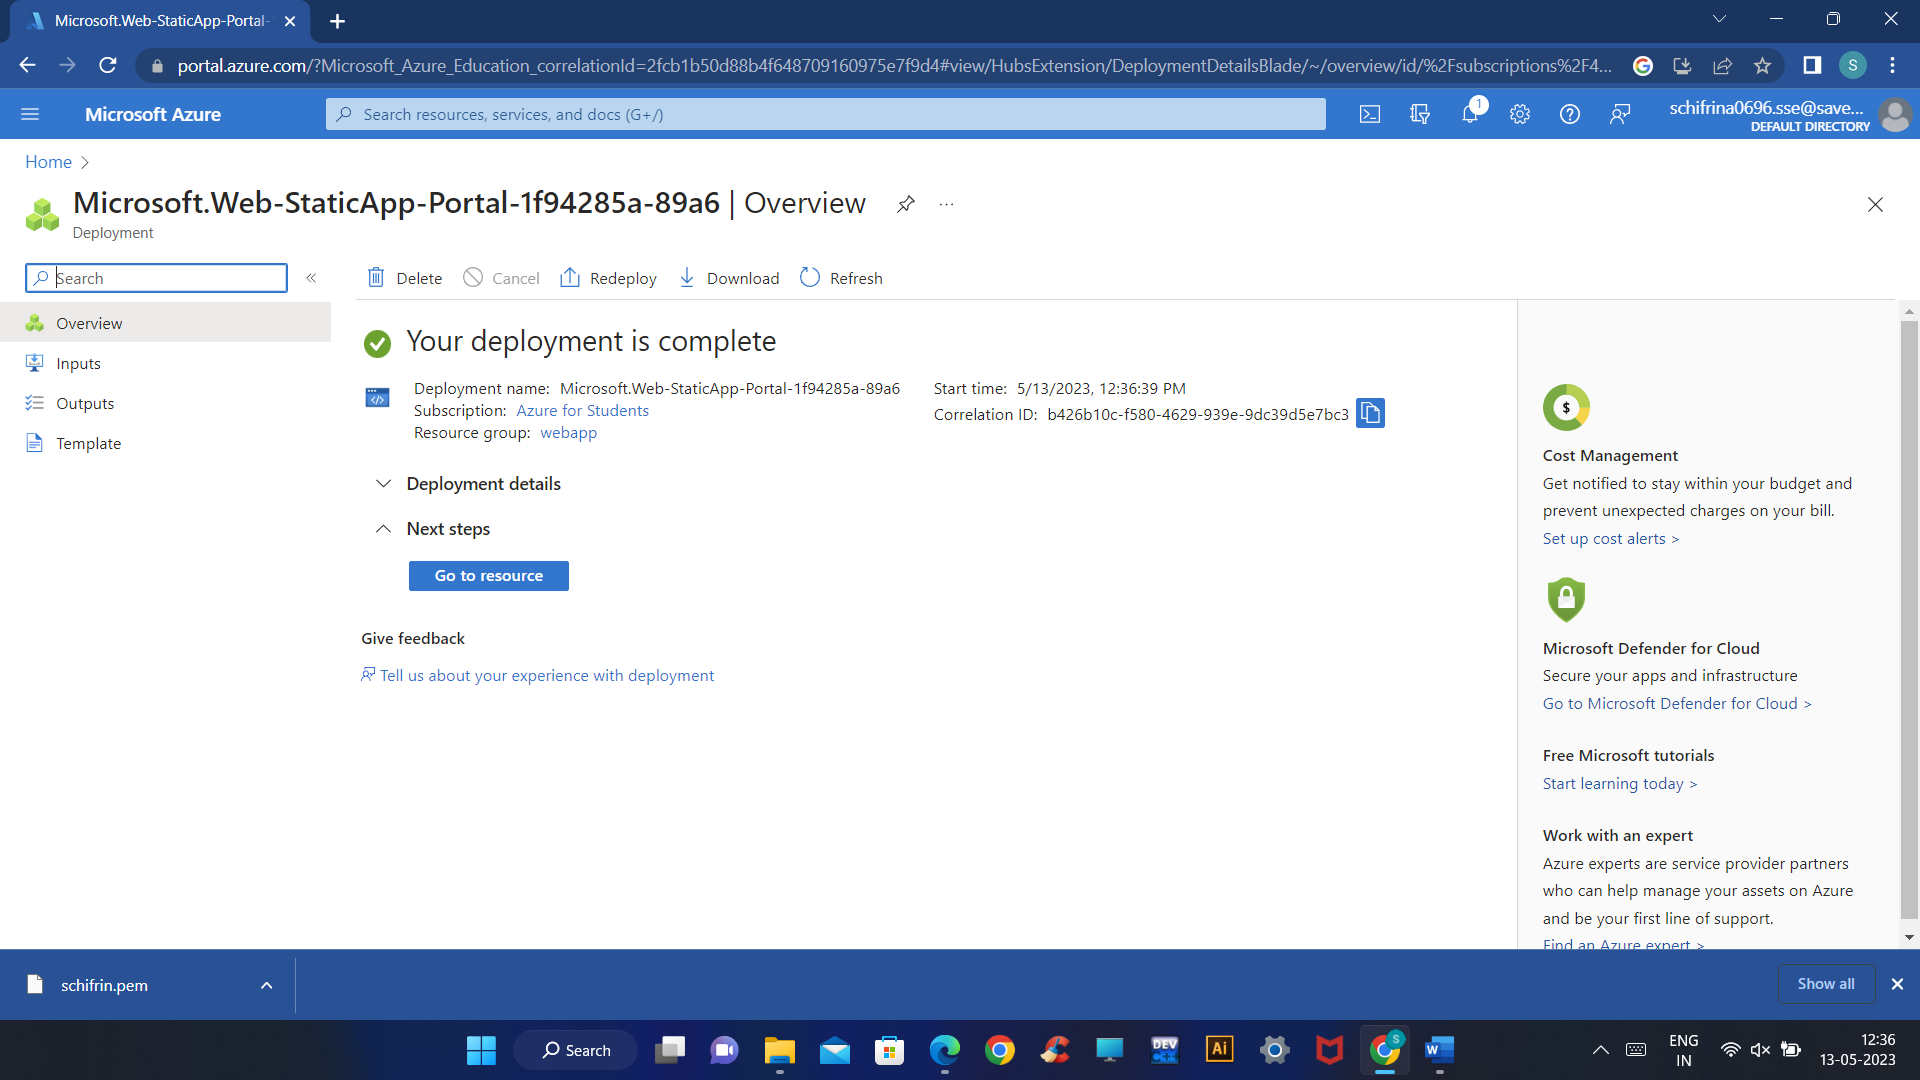 Microsoft.Web-StaticApp-Portal-
portal.azure.com/?Microsoft_Azure_Education_correlationId=2fcb1b50d88b4f648709160975e7f9d4#view/HubsExtension/DeploymentDetailsBlade/~/overview/id/%2Fsubscriptions%2F4...
S
Microsoft Azure
Search resources, services, and docs (G+/)
1
schifrina0696.sse@save...
DEFAULT DIRECTORY
Home
Microsoft.Web-StaticApp-Portal-1f94285a-89a6 | Overview
...
Deployment
Search
«
Delete
Cancel
Redeploy
Download
Refresh
Overview
Inputs
Outputs
Template
Your deployment is complete
Deployment name: Microsoft.Web-StaticApp-Portal-1f94285a-89a6
Subscription: Azure for Students
Resource group: webapp
Start time: 5/13/2023, 12:36:39 PM
Correlation ID: b426b10c-f580-4629-939e-9dc39d5e7bc3
Deployment details
Next steps
Go to resource
Give feedback
Tell us about your experience with deployment
$
Cost Management
Get notified to stay within your budget and
prevent unexpected charges on your bill.
Set up cost alerts >
Microsoft Defender for Cloud
Secure your apps and infrastructure
Go to Microsoft Defender for Cloud >
Free Microsoft tutorials
Start learning today >
Work with an expert
Azure experts are service provider partners
who can help manage your assets on Azure
and be your first line of support.
Find an Azure expert >
schifrin.pem
Show all
Search
DEV
C++
Ai
S
W
ENG
IN
12:36
13-05-2023